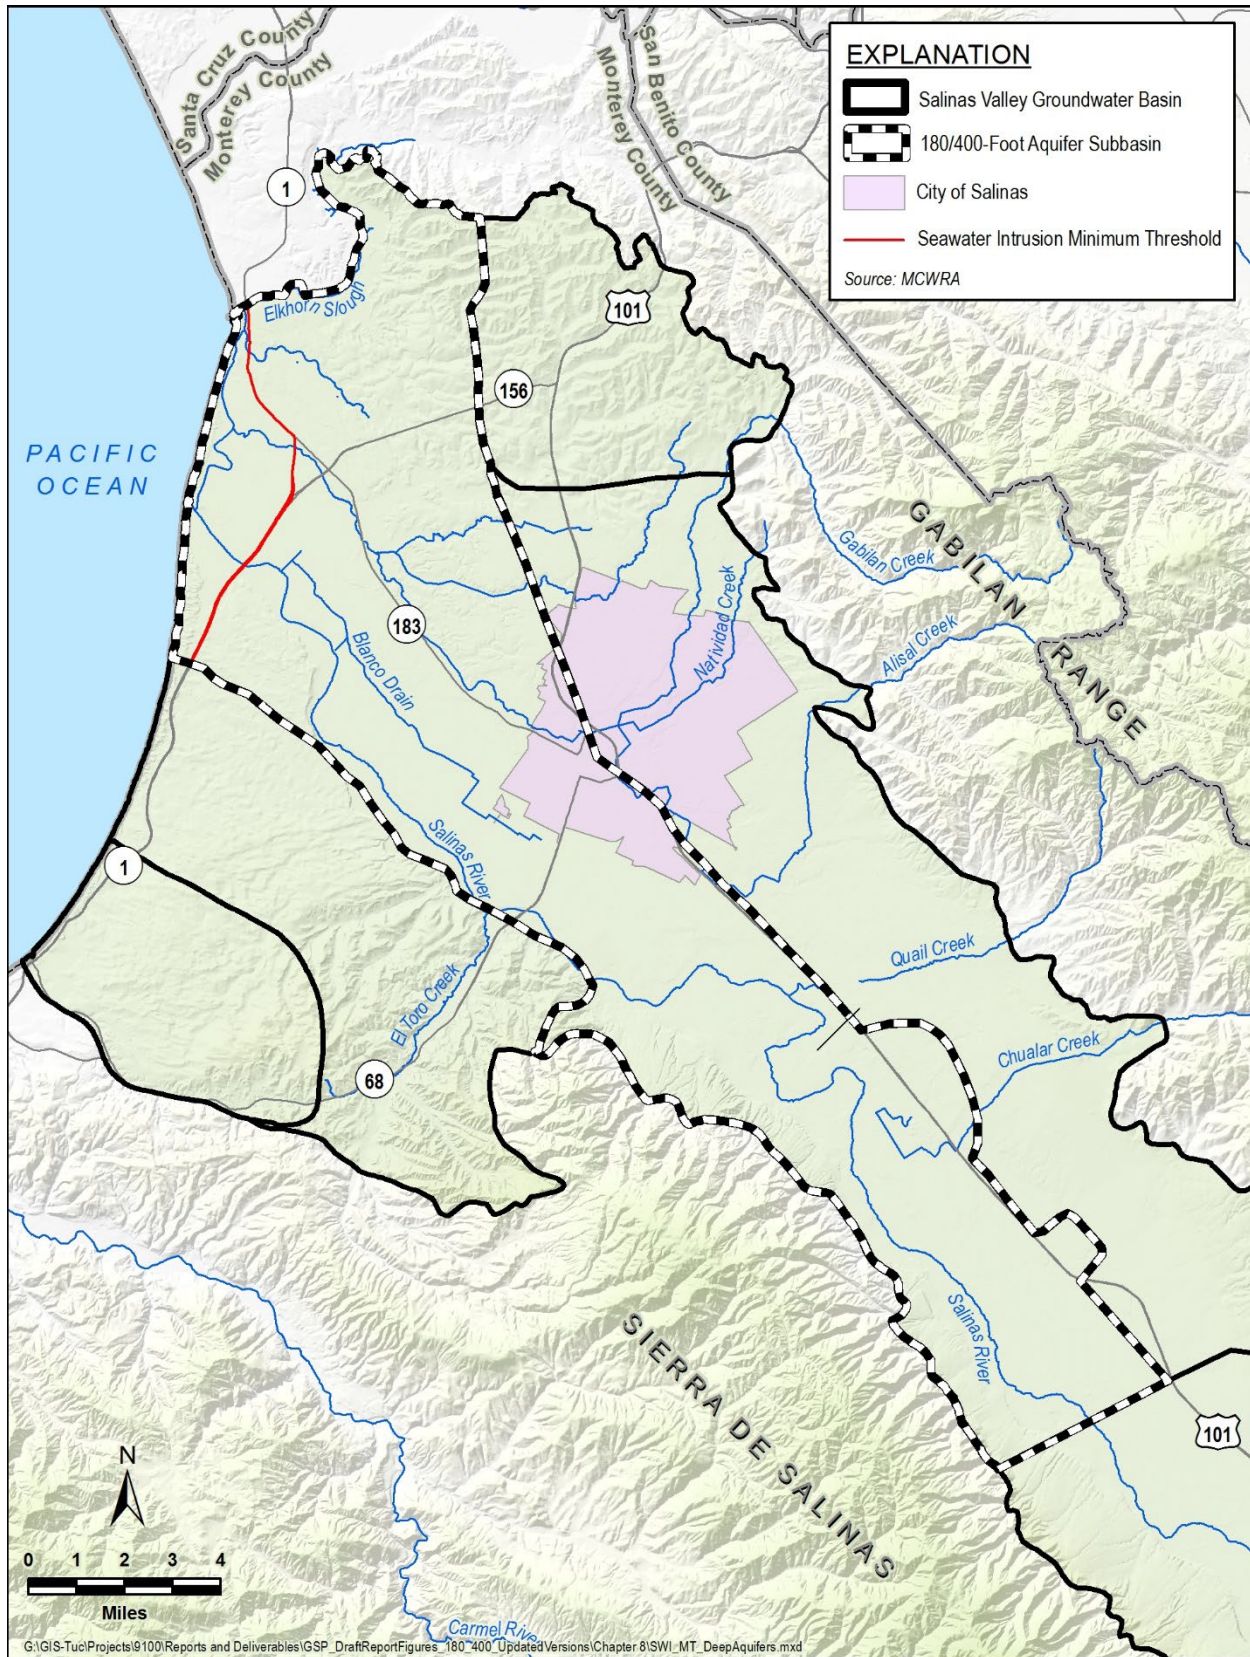 Santa Cruz County
Monterey County
San Benito County
Monterey County
EXPLANATION
Salinas Valley Groundwater Basin
180/400-Foot Aquifer Subbasin
City of Salinas
Seawater Intrusion Minimum Threshold
Source: MCWRA
1
Elkhorn Slough
101
156
PACIFIC
OCEAN
GABILAN
RANGE
Gabilan Creek
Natividad Creek
Alisal Creek
183
Blanco Drain
Salinas River
1
Quail Creek
El Toro Creek
Chualar Creek
68
Salinas River
SIERRA DE SALINAS
101
N
0 1 2 3 4
Miles
Carmel River
G:\GIS-Tuc\Projects\9100\Reports and Deliverables\GSP_DraftReportFigures_180_400_UpdatedVersions\Chapter 8\SWI_MT_DeepAquifers.mxd